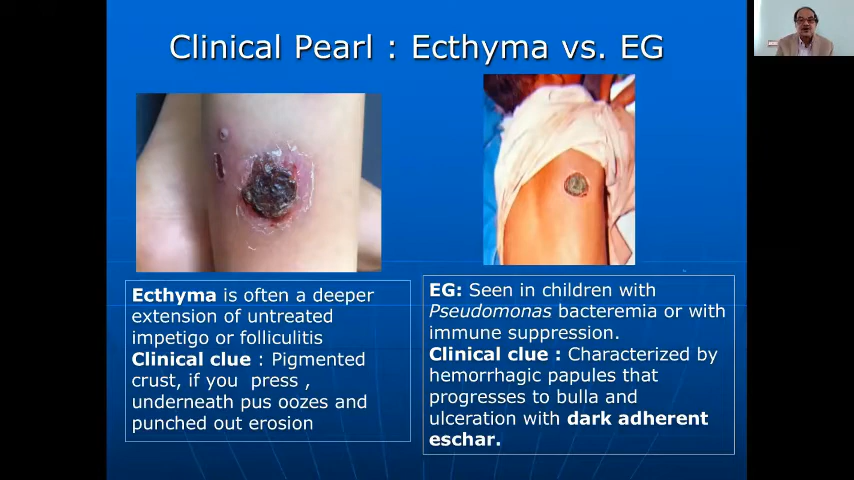 Clinical Pearl : Ecthyma vs. EG
Ecthyma is often a deeper
extension of untreated
impetigo or folliculitis
Clinical clue : Pigmented
crust, if you press ,
underneath pus oozes and
punched out erosion
EG: Seen in children with
Pseudomonas bacteremia or with
immune suppression.
Clinical clue : Characterized by
hemorrhagic papules that
progresses to bulla and
ulceration with dark adherent
eschar.